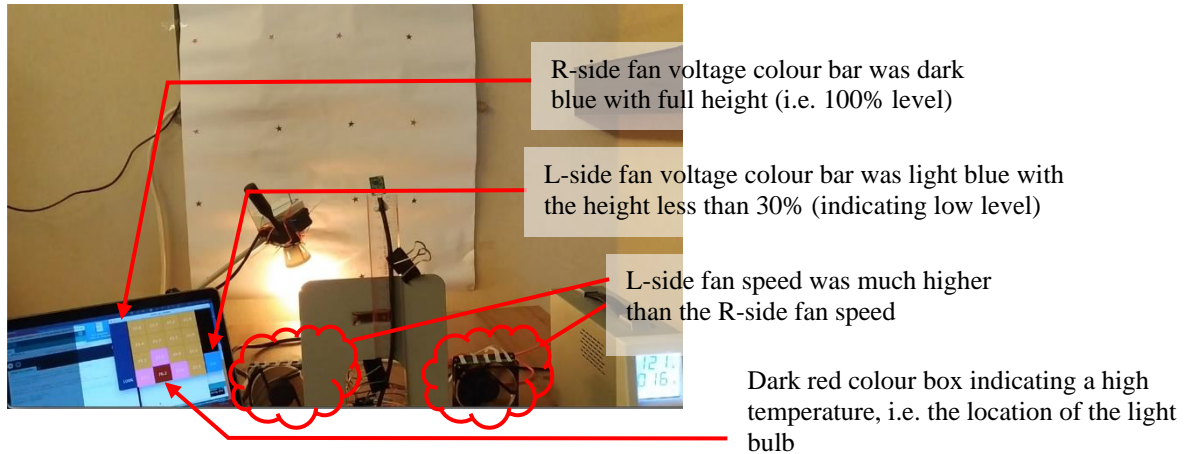 R-side fan voltage colour bar was dark
blue with full height (i.e. 100% level)
L-side fan voltage colour bar was light blue with
the height less than 30% (indicating low level)
L-side fan speed was much higher
than the R-side fan speed
121.
016.
Dark red colour box indicating a high
temperature, i.e. the location of the light
bulb